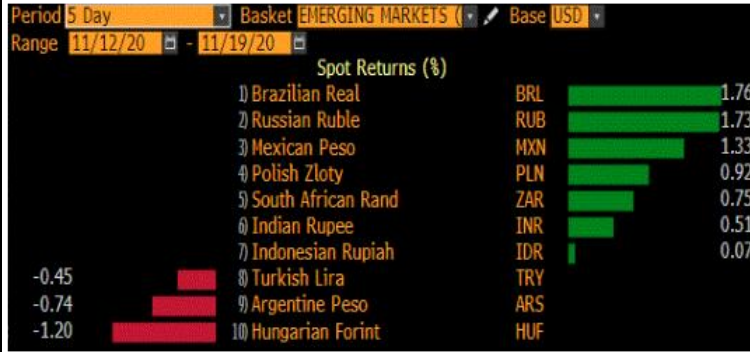 Period 5 Day Basket EMERGING MARKETS ( Base USD
Range 11/12/20 - 11/19/20
Spot Returns (%)
1) Brazilian Real BRL 1.76
2) Russian Ruble RUB 1.73
3) Mexican Peso MXN 1.33
4) Polish Zloty PLN 0.92
5) South African Rand ZAR 0.75
6) Indian Rupee INR 0.51
7) Indonesian Rupiah IDR 0.07
-0.45 8) Turkish Lira TRY
-0.74 9) Argentine Peso ARS
-1.20 10) Hungarian Forint HUF